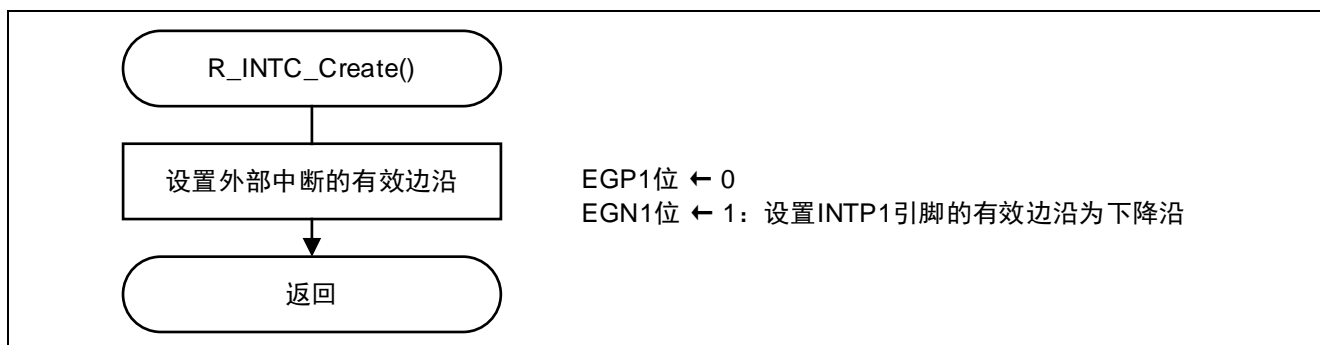 R_INTC_Create()
设置外部中断的有效边沿
EGP1位 ← 0
EGN1位 ← 1：设置INTP1引脚的有效边沿为下降沿
返回